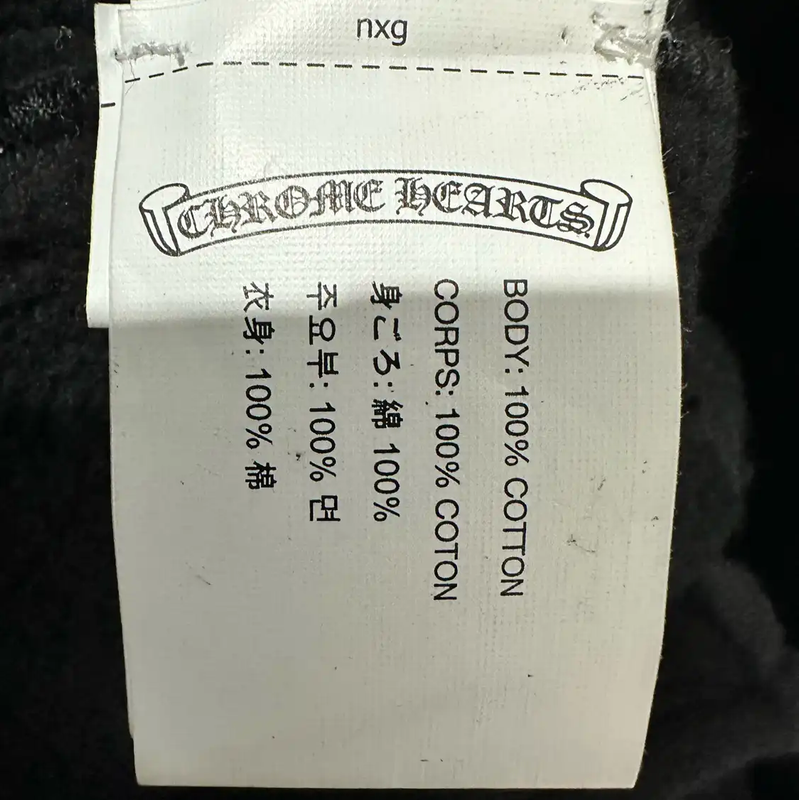 nxg
CHROME HEARTS
BODY: 100% COTTON
CORPS: 100% COTON
身ごろ: 綿 100%
주요부: 100% 면
衣身: 100% 棉